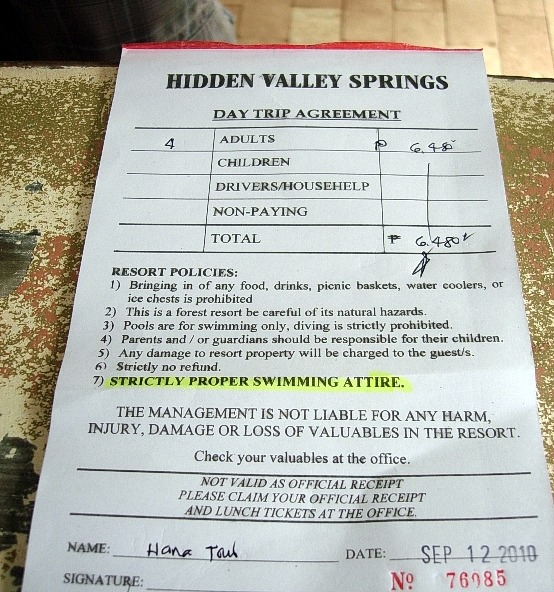 HIDDEN VALLEY SPRINGS
DAY TRIP AGREEMENT
4 ADULTS ₱ 6,480
CHILDREN
DRIVERS/HOUSEHELP
NON-PAYING
TOTAL ₱ 6,480
RESORT POLICIES:
1) Bringing in of any food, drinks, picnic baskets, water coolers, or
ice chests is prohibited
2) This is a forest resort be careful of its natural hazards.
3) Pools are for swimming only, diving is strictly prohibited.
4) Parents and / or guardians should be responsible for their children.
5) Any damage to resort property will be charged to the guest/s.
6) Strictly no refund.
7) STRICTLY PROPER SWIMMING ATTIRE.
THE MANAGEMENT IS NOT LIABLE FOR ANY HARM,
INJURY, DAMAGE OR LOSS OF VALUABLES IN THE RESORT.
Check your valuables at the office.
NOT VALID AS OFFICIAL RECEIPT
PLEASE CLAIM YOUR OFFICIAL RECEIPT
AND LUNCH TICKETS AT THE OFFICE.
NAME: Hana DATE: SEP 12 2010
SIGNATURE: Nº 76985